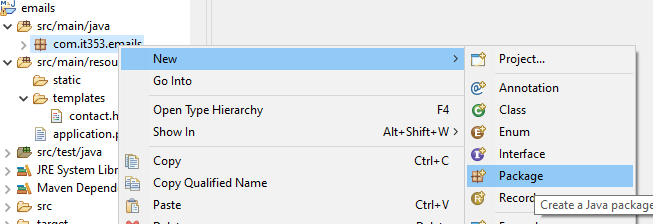 emails
src/main/java
com.it353.emails
src/main/resou
static
templates
contact.h
application.p
src/test/java
JRE System Libr
Maven Depend
src
target
New
Go Into
Open Type Hierarchy F4
Show In Alt+Shift+W
Copy Ctrl+C
Copy Qualified Name
Paste Ctrl+V
Project...
Annotation
Class
Enum
Interface
Package
Record
Create a Java package